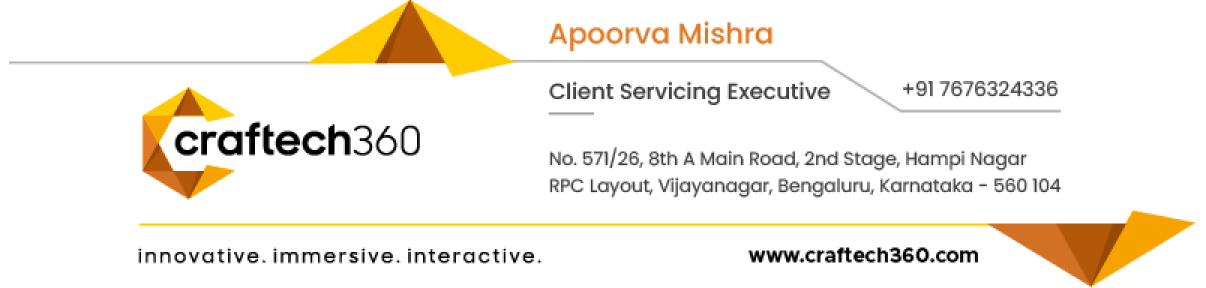 Apoorva Mishra
Client Servicing Executive
+91 7676324336
craftech360
No. 571/26, 8th A Main Road, 2nd Stage, Hampi Nagar
RPC Layout, Vijayanagar, Bengaluru, Karnataka - 560 104
innovative. immersive. interactive.
www.craftech360.com